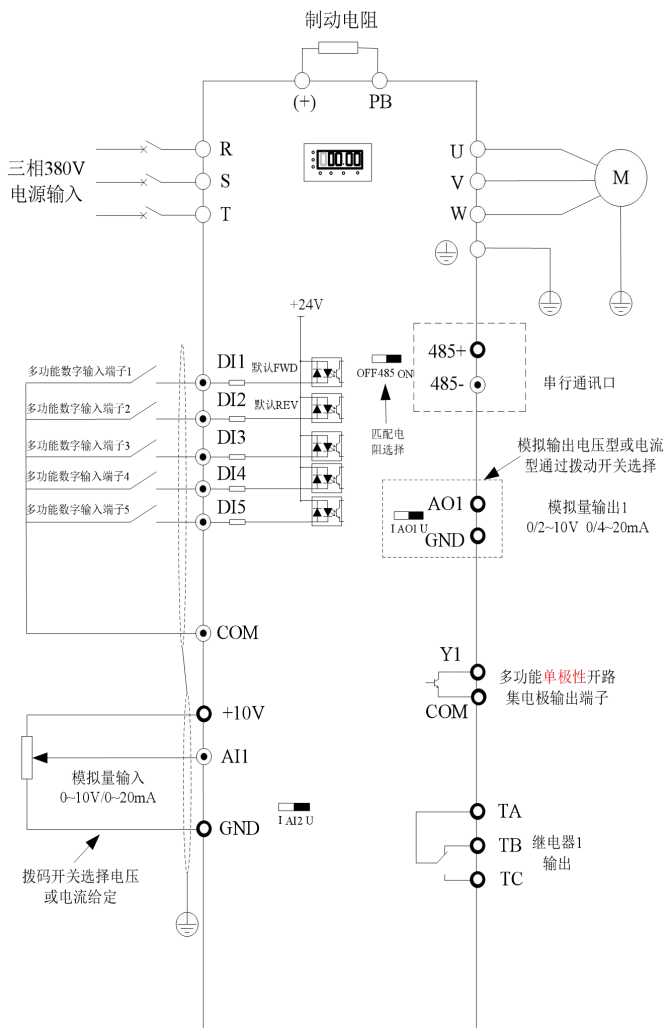 制动电阻
(+)
PB
三相380V
电源输入
R
S
T
00.00
U
V
W
M
+24V
多功能数字输入端子1
DI1
默认FWD
多功能数字输入端子2
DI2
默认REV
多功能数字输入端子3
DI3
多功能数字输入端子4
DI4
多功能数字输入端子5
DI5
OFF 485 ON
匹配电
阻选择
485+
485-
串行通讯口
模拟输出电压型或电流
型通过拨动开关选择
AO1
I AO1 U
GND
模拟量输出1
0/2~10V 0/4~20mA
COM
Y1
COM
多功能单极性开路
集电极输出端子
+10V
AI1
模拟量输入
0~10V/0~20mA
GND
I AI2 U
拨码开关选择电压
或电流给定
TA
TB
TC
继电器1
输出